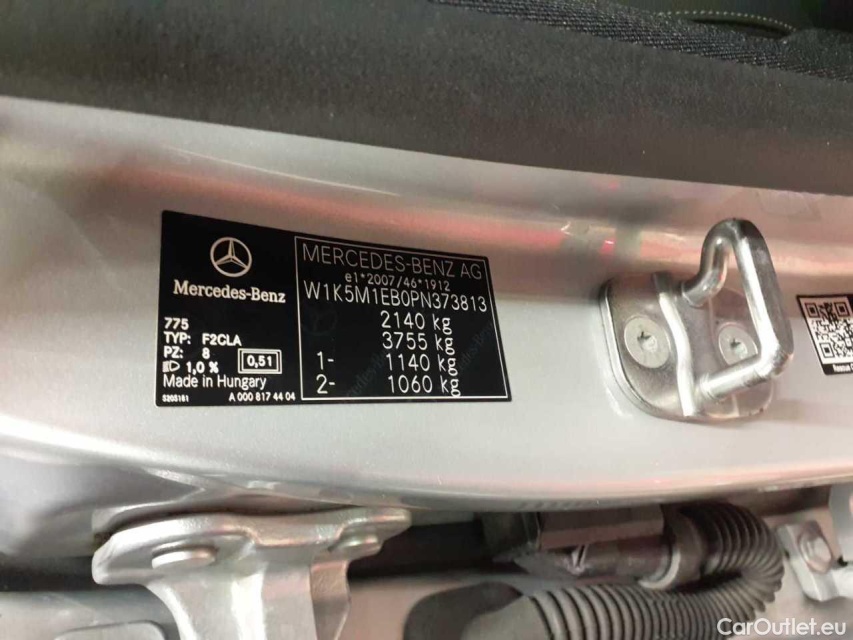 Mercedes-Benz
775
TYP: F2CLA
PZ: 8
1,0 %
0,51
Made in Hungary
5205161
A 000 817 44 04
MERCEDES-BENZ AG
e1*2007/46*1912
W1K5M1EB0PN373813
2140 kg
3755 kg
1- 1140 kg
2- 1060 kg
CarOutlet.eu